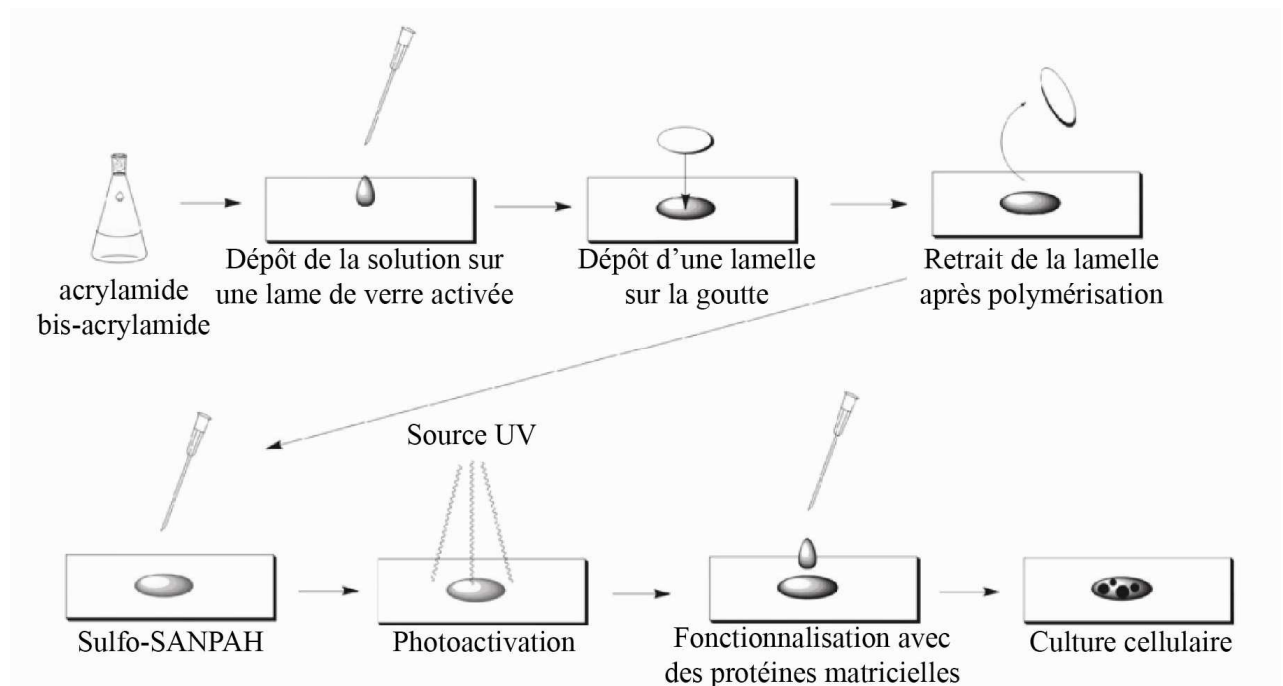 acrylamide
bis-acrylamide
Dépôt de la solution sur
une lame de verre activée
Dépôt d’une lamelle
sur la goutte
Retrait de la lamelle
après polymérisation
Sulfo-SANPAH
Source UV
Photoactivation
Fonctionnalisation avec
des protéines matricielles
Culture cellulaire